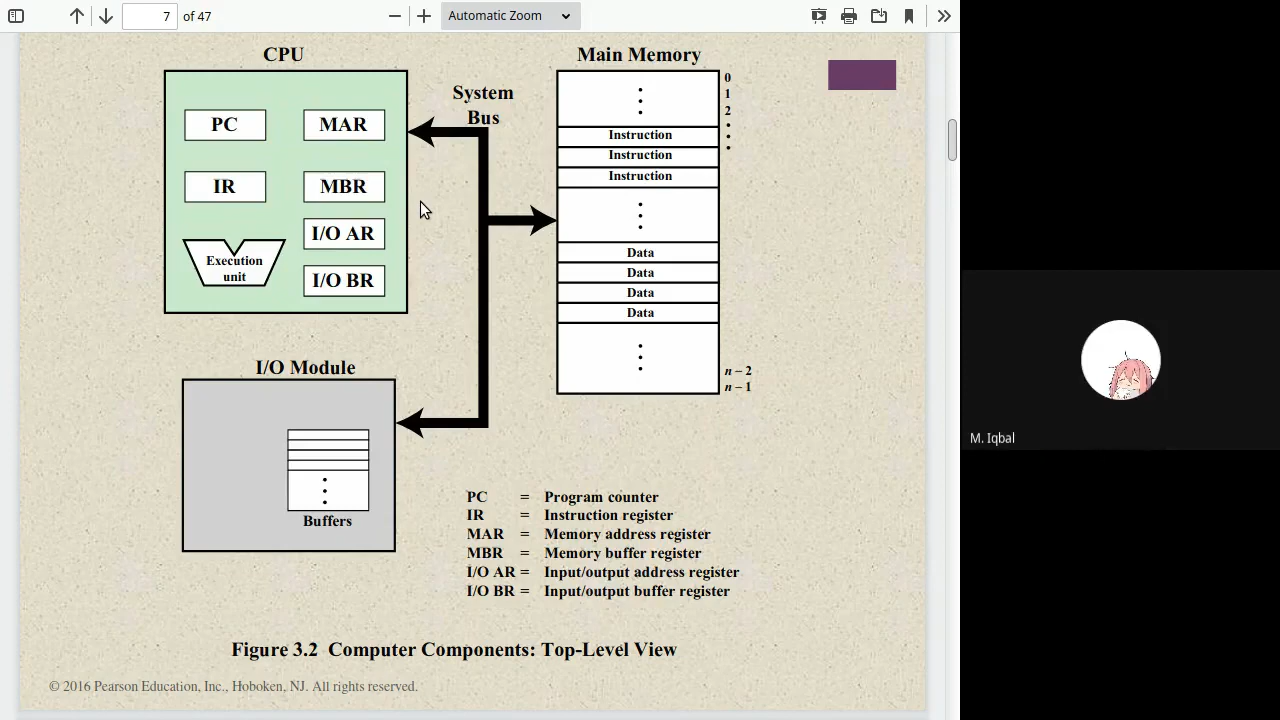 7 of 47
Automatic Zoom
CPU
Main Memory
System
Bus
PC
MAR
IR
MBR
I/O AR
Execution
unit
I/O BR
0
1
2
Instruction
Instruction
Instruction
Data
Data
Data
Data
n – 2
n – 1
I/O Module
Buffers
PC = Program counter
IR = Instruction register
MAR = Memory address register
MBR = Memory buffer register
I/O AR = Input/output address register
I/O BR = Input/output buffer register
Figure 3.2 Computer Components: Top-Level View
© 2016 Pearson Education, Inc., Hoboken, NJ. All rights reserved.
M. Iqbal